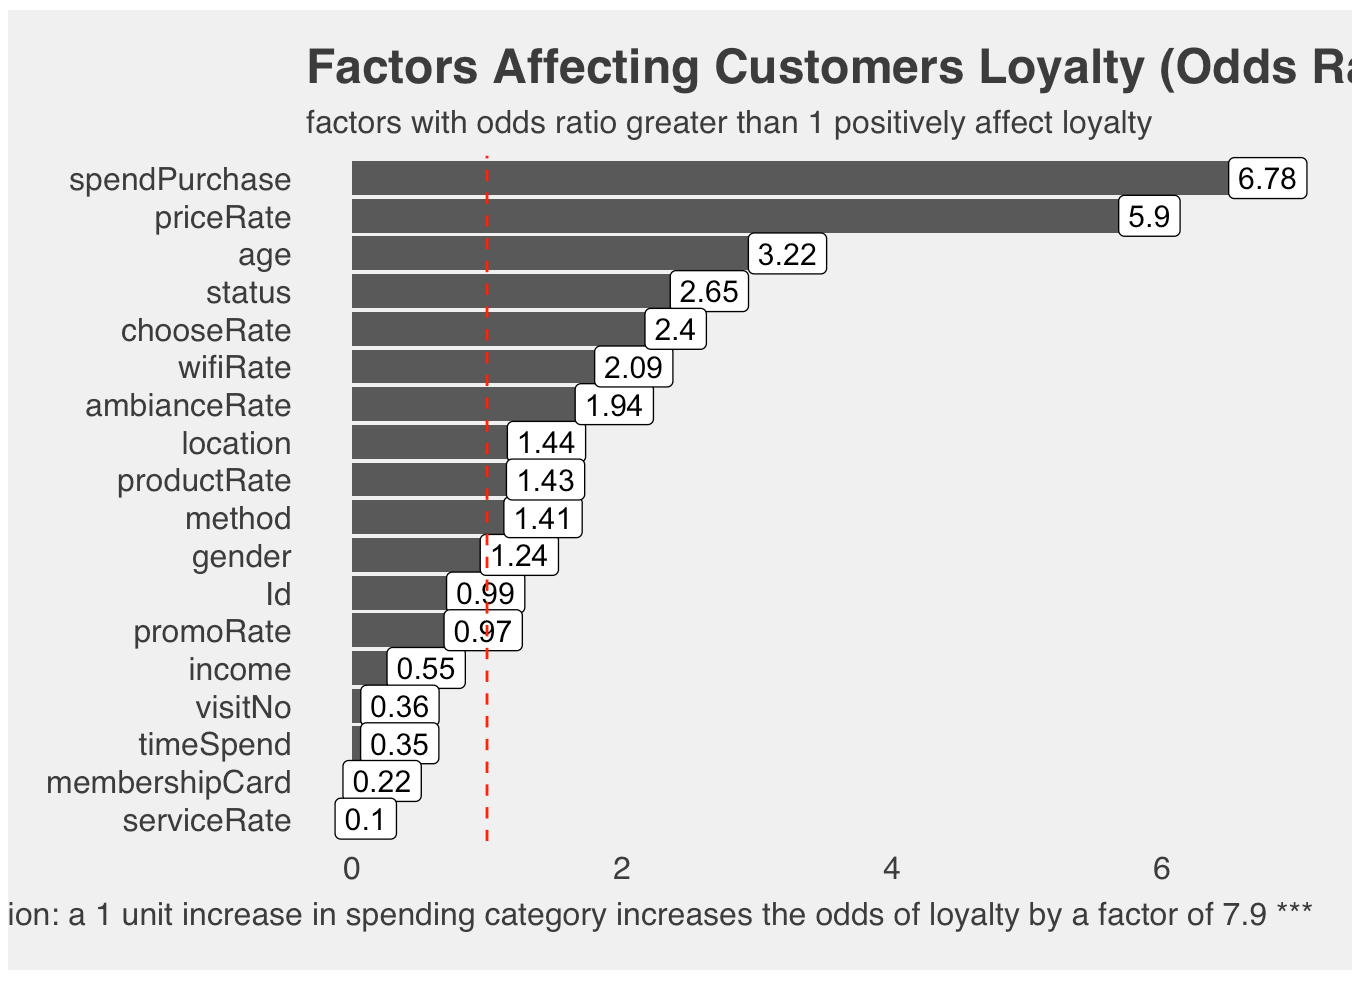 Factors Affecting Customers Loyalty (Odds
factors with odds ratio greater than 1 positively affect loyalty
spendPurchase 6.78
priceRate 5.9
age 3.22
status 2.65
chooseRate 2.4
wifiRate 2.09
ambianceRate 1.94
location 1.44
productRate 1.43
method 1.41
gender 1.24
Id 0.99
promoRate 0.97
income 0.55
visitNo 0.36
timeSpend 0.35
membershipCard 0.22
serviceRate 0.1
0 2 4 6
ion: a 1 unit increase in spending category increases the odds of loyalty by a factor of 7.9 ***